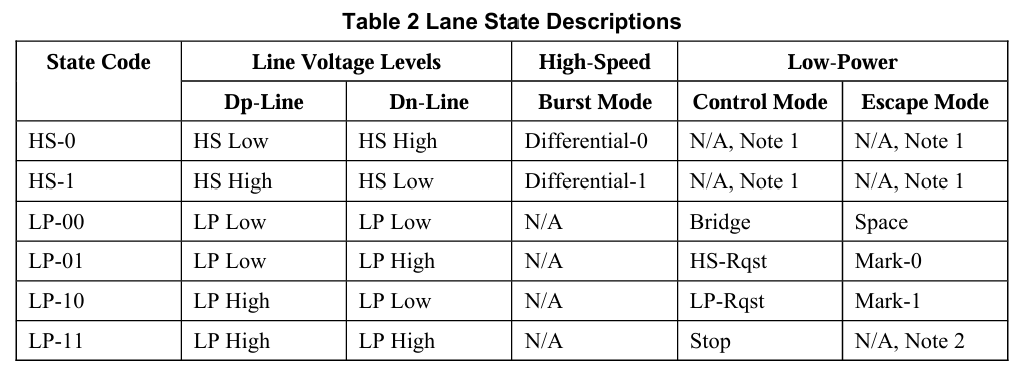 Table 2 Lane State Descriptions
State Code Line Voltage Levels High-Speed Low-Power
Dp-Line Dn-Line Burst Mode Control Mode Escape Mode
HS-0 HS Low HS High Differential-0 N/A, Note 1 N/A, Note 1
HS-1 HS High HS Low Differential-1 N/A, Note 1 N/A, Note 1
LP-00 LP Low LP Low N/A Bridge Space
LP-01 LP Low LP High N/A HS-Rqst Mark-0
LP-10 LP High LP Low N/A LP-Rqst Mark-1
LP-11 LP High LP High N/A Stop N/A, Note 2